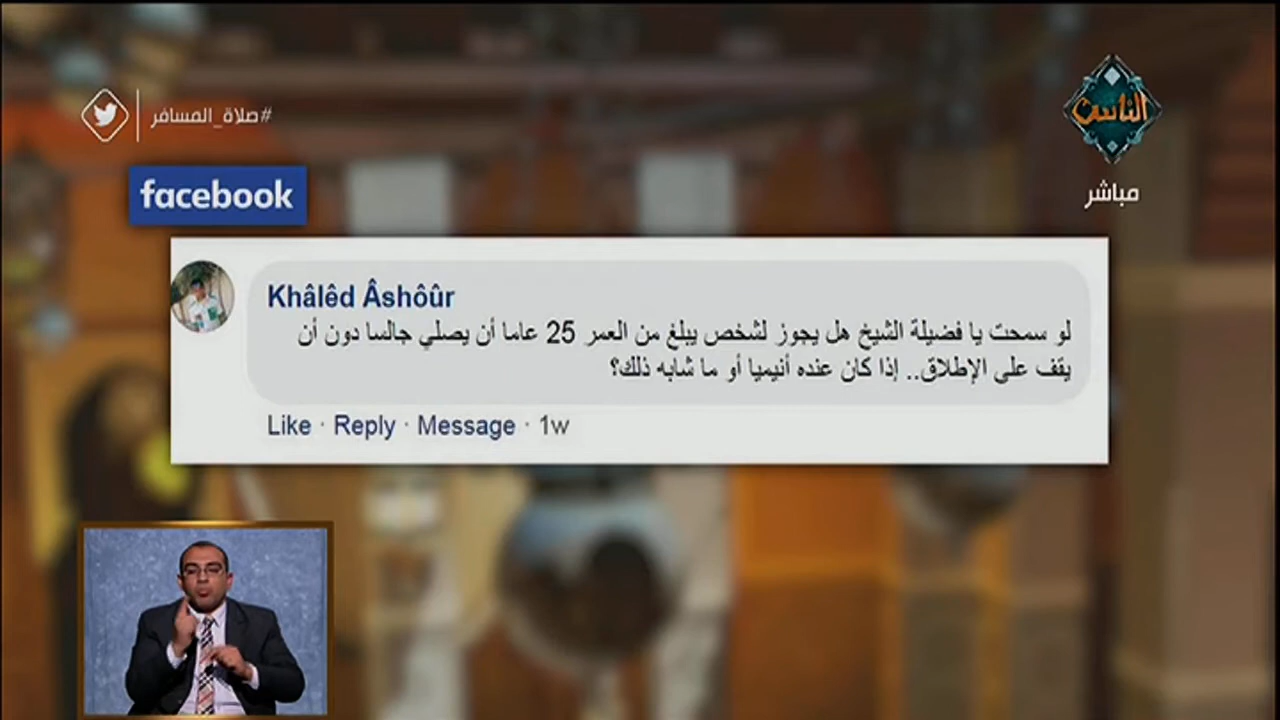 #صلاة_المسافر
الناس
مباشر
facebook
Khâlêd Âshôûr
لو سمحت يا فضيلة الشيخ هل يجوز لشخص يبلغ من العمر 25 عاما أن يصلي جالسا دون أن
يقف على الإطلاق.. إذا كان عنده أنيميا أو ما شابه ذلك؟
Like · Reply · Message · 1w